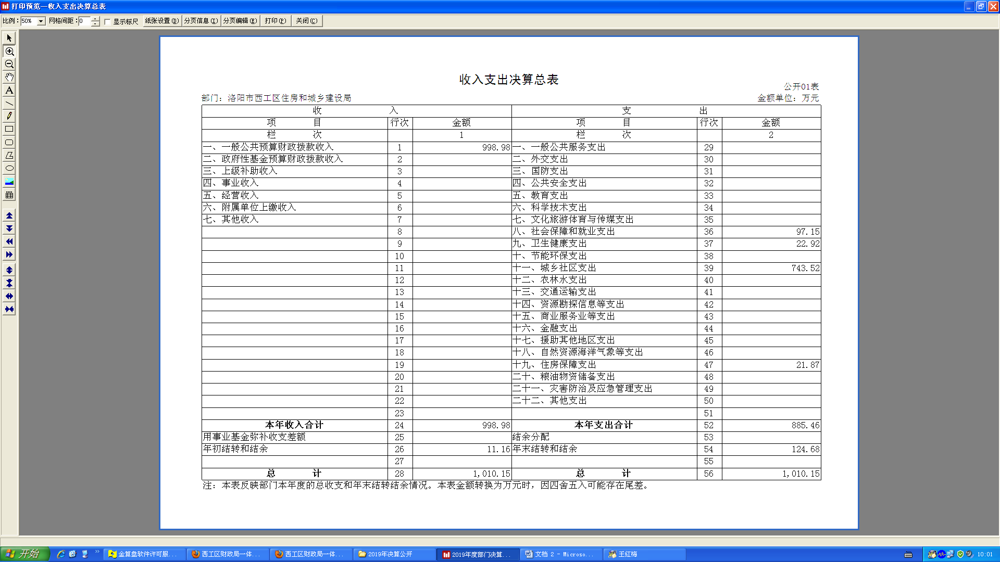 打印预览—收入支出决算总表
比例：50% 网格间距：0 显示标尺 纸张设置(U) 分页信息(I) 分页编辑(E) 打印(P) 关闭(C)
收入支出决算总表
公开01表
部门：洛阳市西工区住房和城乡建设局 金额单位：万元
收 入 支 出
项 目 行次 金额 项 目 行次 金额
栏 次 1 栏 次 2
一、一般公共预算财政拨款收入 1 998.98 一、一般公共服务支出 29
二、政府性基金预算财政拨款收入 2 二、外交支出 30
三、上级补助收入 3 三、国防支出 31
四、事业收入 4 四、公共安全支出 32
五、经营收入 5 五、教育支出 33
六、附属单位上缴收入 6 六、科学技术支出 34
七、其他收入 7 七、文化旅游体育与传媒支出 35
8 八、社会保障和就业支出 36 97.15
9 九、卫生健康支出 37 22.92
10 十、节能环保支出 38
11 十一、城乡社区支出 39 743.52
12 十二、农林水支出 40
13 十三、交通运输支出 41
14 十四、资源勘探信息等支出 42
15 十五、商业服务业等支出 43
16 十六、金融支出 44
17 十七、援助其他地区支出 45
18 十八、自然资源海洋气象等支出 46
19 十九、住房保障支出 47 21.87
20 二十、粮油物资储备支出 48
21 二十一、灾害防治及应急管理支出 49
22 二十二、其他支出 50
23 51
本年收入合计 24 998.98 本年支出合计 52 885.46
用事业基金弥补收支差额 25 结余分配 53
年初结转和结余 26 11.16 年末结转和结余 54 124.68
27 55
总 计 28 1,010.15 总 计 56 1,010.15
注：本表反映部门本年度的总收支和年末结转结余情况。本表金额转换为万元时，因四舍五入可能存在尾差。
开始 金算盘软件许可服... 西工区财政局一体... 西工区财政局一体... 2019年决算公开 2019年度部门决算... 文档 2 - Microso... 王红梅 10:01